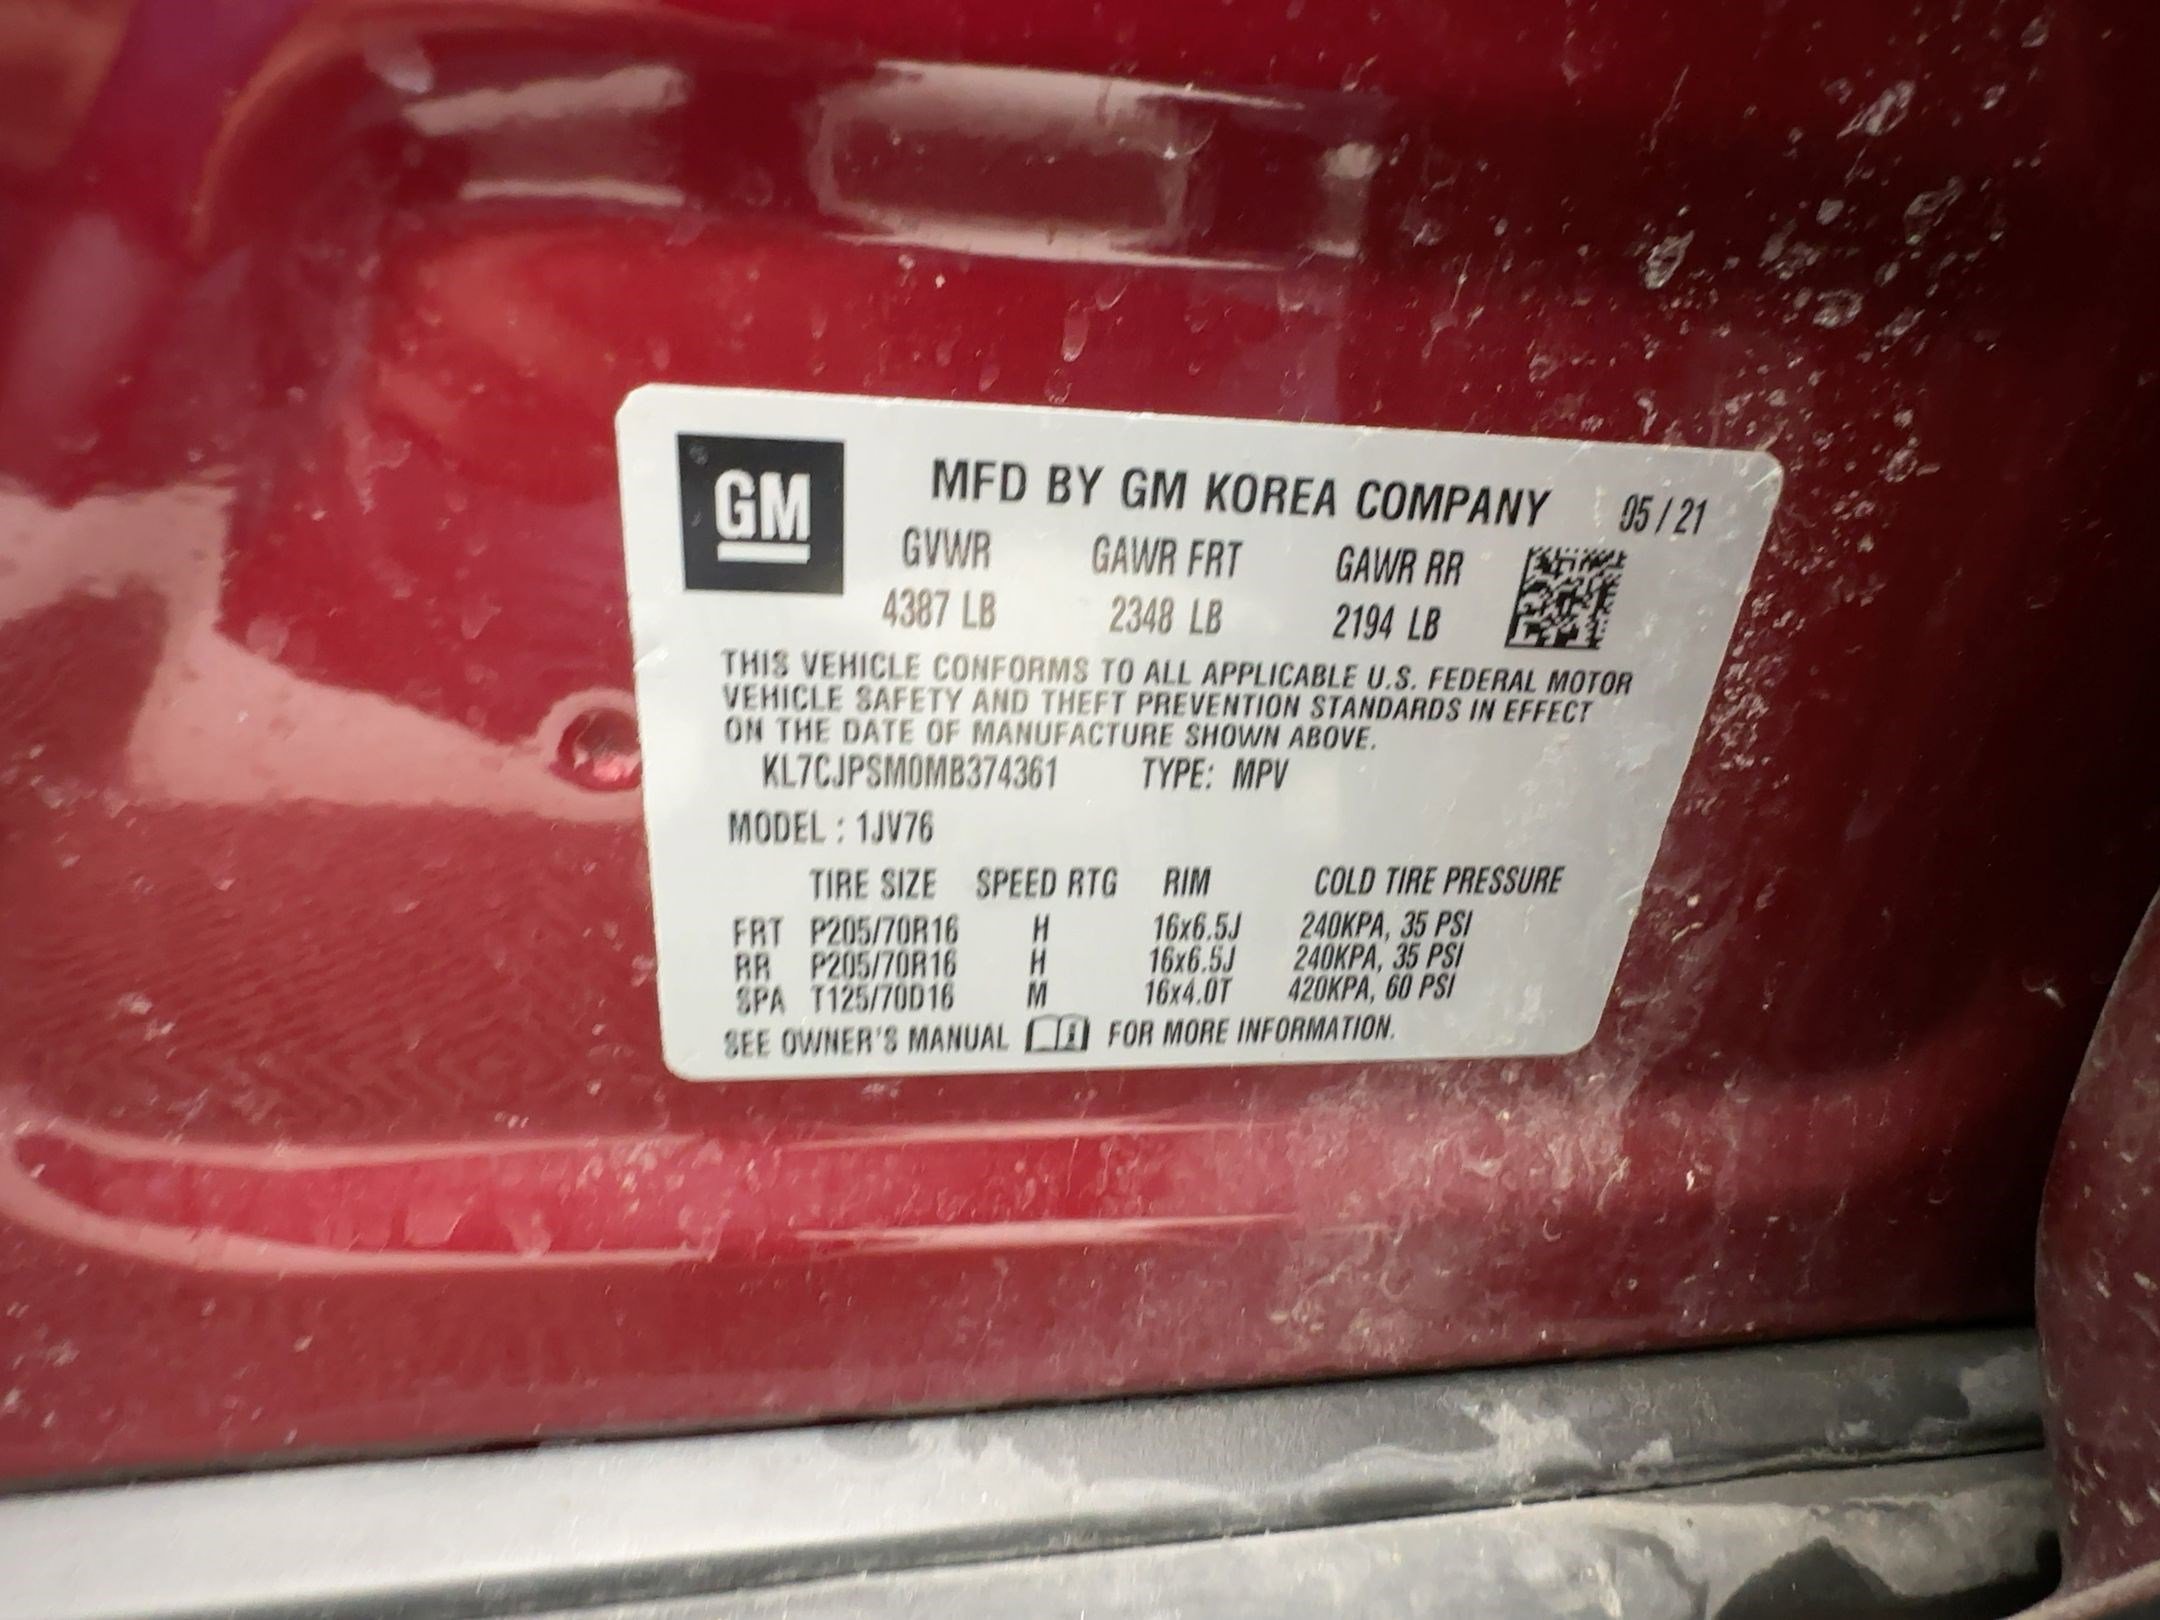 GM
MFD BY GM KOREA COMPANY 05/21
GVWR GAWR FRT GAWR RR
4387 LB 2348 LB 2194 LB
THIS VEHICLE CONFORMS TO ALL APPLICABLE U.S. FEDERAL MOTOR
VEHICLE SAFETY AND THEFT PREVENTION STANDARDS IN EFFECT
ON THE DATE OF MANUFACTURE SHOWN ABOVE.
KL7CJPSM0MB374361 TYPE: MPV
MODEL : 1JV76
TIRE SIZE SPEED RTG RIM COLD TIRE PRESSURE
FRT P205/70R16 H 16x6.5J 240KPA, 35 PSI
RR P205/70R16 H 16x6.5J 240KPA, 35 PSI
SPA T125/70D16 M 16x4.0T 420KPA, 60 PSI
SEE OWNER'S MANUAL FOR MORE INFORMATION.